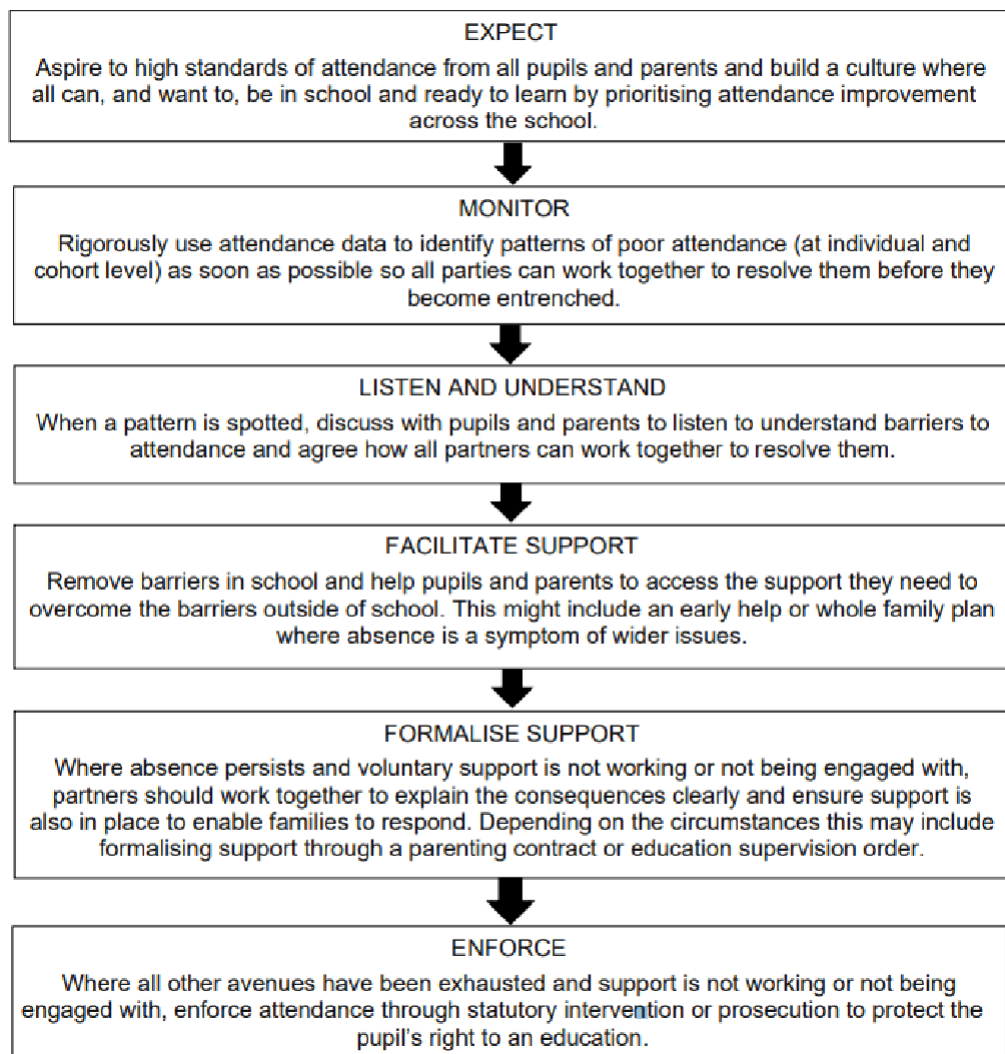 EXPECT
Aspire to high standards of attendance from all pupils and parents and build a culture where
all can, and want to, be in school and ready to learn by prioritising attendance improvement
across the school.
MONITOR
Rigorously use attendance data to identify patterns of poor attendance (at individual and
cohort level) as soon as possible so all parties can work together to resolve them before they
become entrenched.
LISTEN AND UNDERSTAND
When a pattern is spotted, discuss with pupils and parents to listen to understand barriers to
attendance and agree how all partners can work together to resolve them.
FACILITATE SUPPORT
Remove barriers in school and help pupils and parents to access the support they need to
overcome the barriers outside of school. This might include an early help or whole family plan
where absence is a symptom of wider issues.
FORMALISE SUPPORT
Where absence persists and voluntary support is not working or not being engaged with,
partners should work together to explain the consequences clearly and ensure support is
also in place to enable families to respond. Depending on the circumstances this may include
formalising support through a parenting contract or education supervision order.
ENFORCE
Where all other avenues have been exhausted and support is not working or not being
engaged with, enforce attendance through statutory intervention or prosecution to protect the
pupil's right to an education.